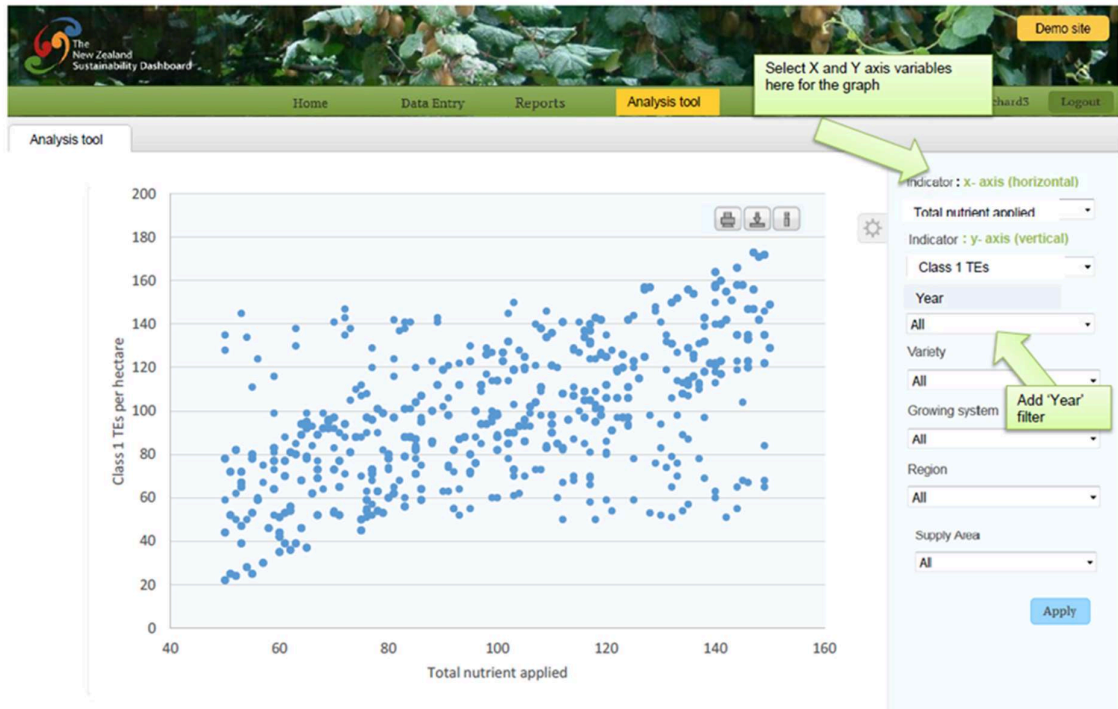 The
New Zealand
Sustainability Dashboard
Demo site
Select X and Y axis variables
here for the graph
Home Data Entry Reports Analysis tool chard3 Logout
Analysis tool
Indicator : x- axis (horizontal)
Total nutrient applied
Indicator : y- axis (vertical)
Class 1 TEs
Year
All
Variety
All
Add 'Year'
filter
Growing system
All
Region
All
Supply Area
All
Apply
Class 1 TEs per hectare
200
180
160
140
120
100
80
60
40
20
0
40 60 80 100 120 140 160
Total nutrient applied